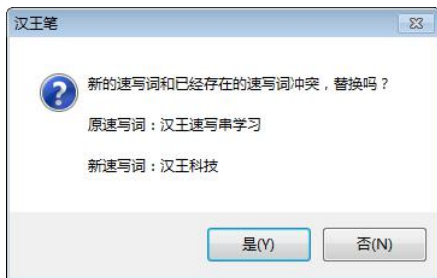 汉王笔
新的速写词和已经存在的速写词冲突，替换吗？
原速写词：汉王速写串学习
新速写词：汉王科技
是(Y)
否(N)